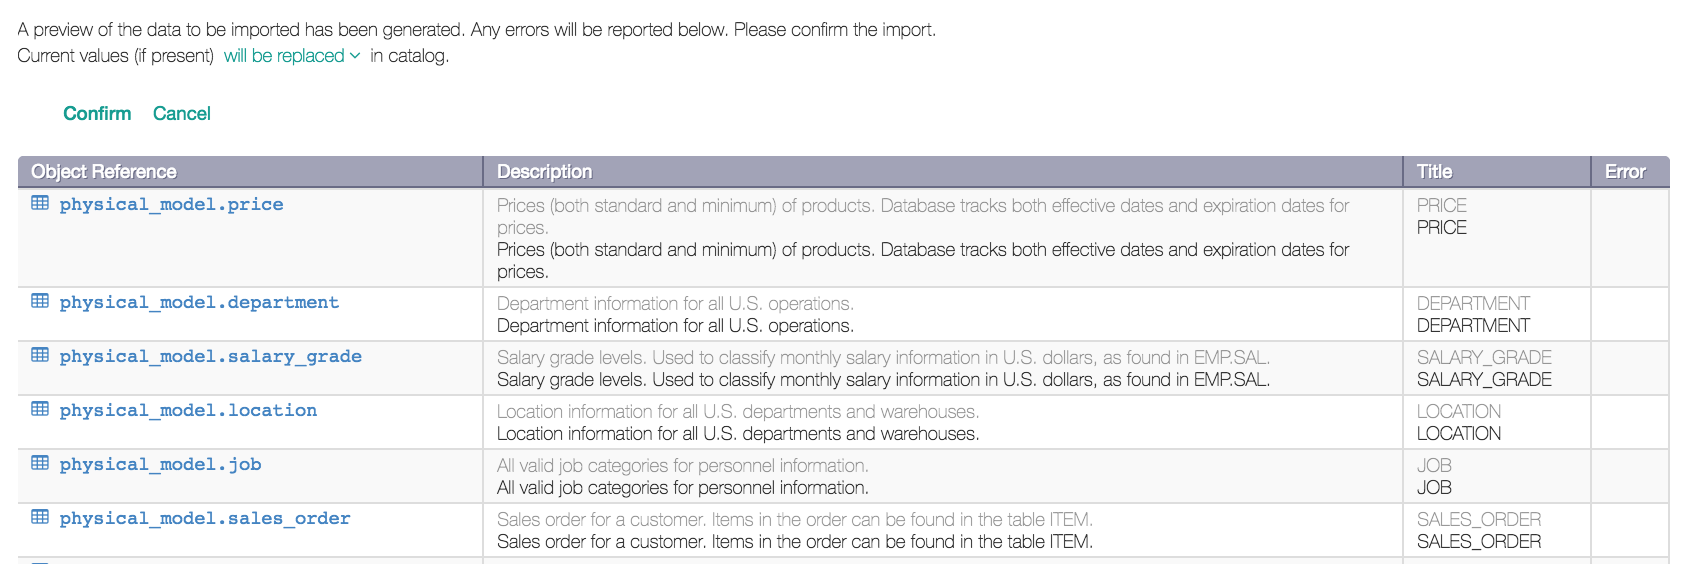 A preview of the data to be imported has been generated. Any errors will be reported below. Please confirm the import.
Current values (if present) will be replaced in catalog.
Confirm Cancel
Object Reference Description Title Error
physical_model.price Prices (both standard and minimum) of products. Database tracks both effective dates and expiration dates for PRICE
prices. PRICE
Prices (both standard and minimum) of products. Database tracks both effective dates and expiration dates for
prices.
physical_model.department Department information for all U.S. operations. DEPARTMENT
Department information for all U.S. operations. DEPARTMENT
physical_model.salary_grade Salary grade levels. Used to classify monthly salary information in U.S. dollars, as found in EMP.SAL. SALARY_GRADE
Salary grade levels. Used to classify monthly salary information in U.S. dollars, as found in EMP.SAL. SALARY_GRADE
physical_model.location Location information for all U.S. departments and warehouses. LOCATION
Location information for all U.S. departments and warehouses. LOCATION
physical_model.job All valid job categories for personnel information. JOB
All valid job categories for personnel information. JOB
physical_model.sales_order Sales order for a customer. Items in the order can be found in the table ITEM. SALES_ORDER
Sales order for a customer. Items in the order can be found in the table ITEM. SALES_ORDER